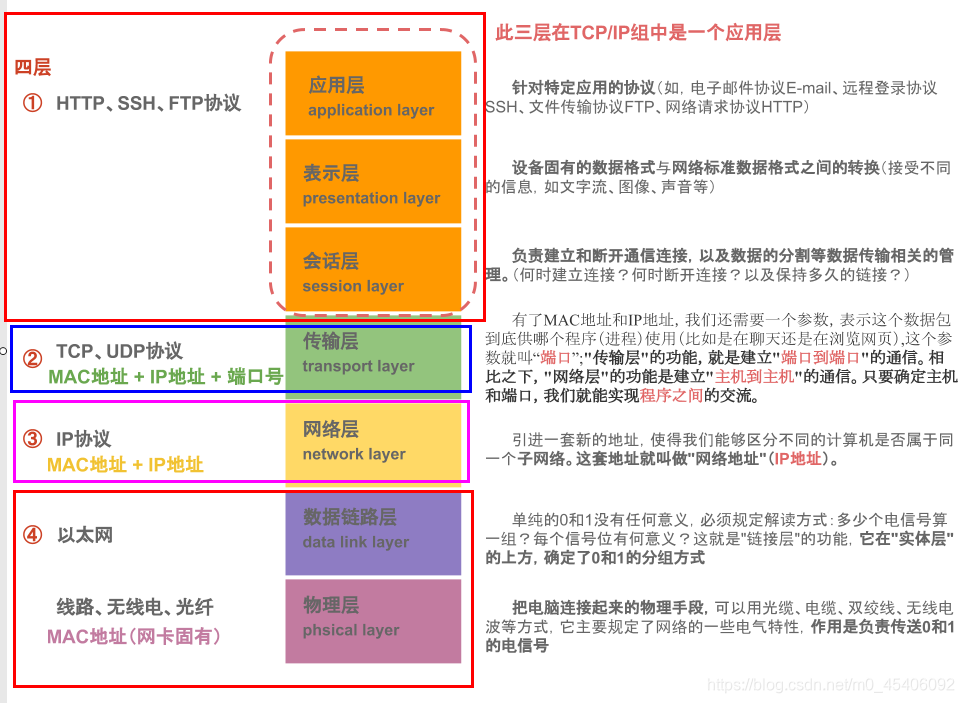 此三层在TCP/IP组中是一个应用层
四层
① HTTP、SSH、FTP协议
应用层
application layer
针对特定应用的协议（如, 电子邮件协议E-mail、远程登录协议
SSH、文件传输协议FTP、网络请求协议HTTP）
表示层
presentation layer
设备固有的数据格式与网络标准数据格式之间的转换（接受不同
的信息, 如文字流、图像、声音等）
会话层
session layer
负责建立和断开通信连接, 以及数据的分割等数据传输相关的管
理。（何时建立连接？何时断开连接？以及保持多久的链接？）
② TCP、UDP协议
MAC地址 + IP地址 + 端口号
传输层
transport layer
有了MAC地址和IP地址, 我们还需要一个参数, 表示这个数据包
到底供哪个程序(进程)使用(比如是在聊天还是在浏览网页),这个参
数就叫“端口”;"传输层"的功能, 就是建立"端口到端口"的通信。相
比之下, "网络层"的功能是建立"主机到主机"的通信。只要确定主机
和端口, 我们就能实现程序之间的交流。
③ IP协议
MAC地址 + IP地址
网络层
network layer
引进一套新的地址, 使得我们能够区分不同的计算机是否属于同
一个子网络。这套地址就叫做"网络地址"（IP地址）。
④ 以太网
数据链路层
data link layer
单纯的0和1没有任何意义, 必须规定解读方式：多少个电信号算
一组？每个信号位有何意义？这就是"链接层"的功能, 它在"实体层"
的上方, 确定了0和1的分组方式
线路、无线电、光纤
MAC地址（网卡固有）
物理层
phsical layer
把电脑连接起来的物理手段, 可以用光缆、电缆、双绞线、无线电
波等方式, 它主要规定了网络的一些电气特性, 作用是负责传送0和1
的电信号
https://blog.csdn.net/m0_45406092